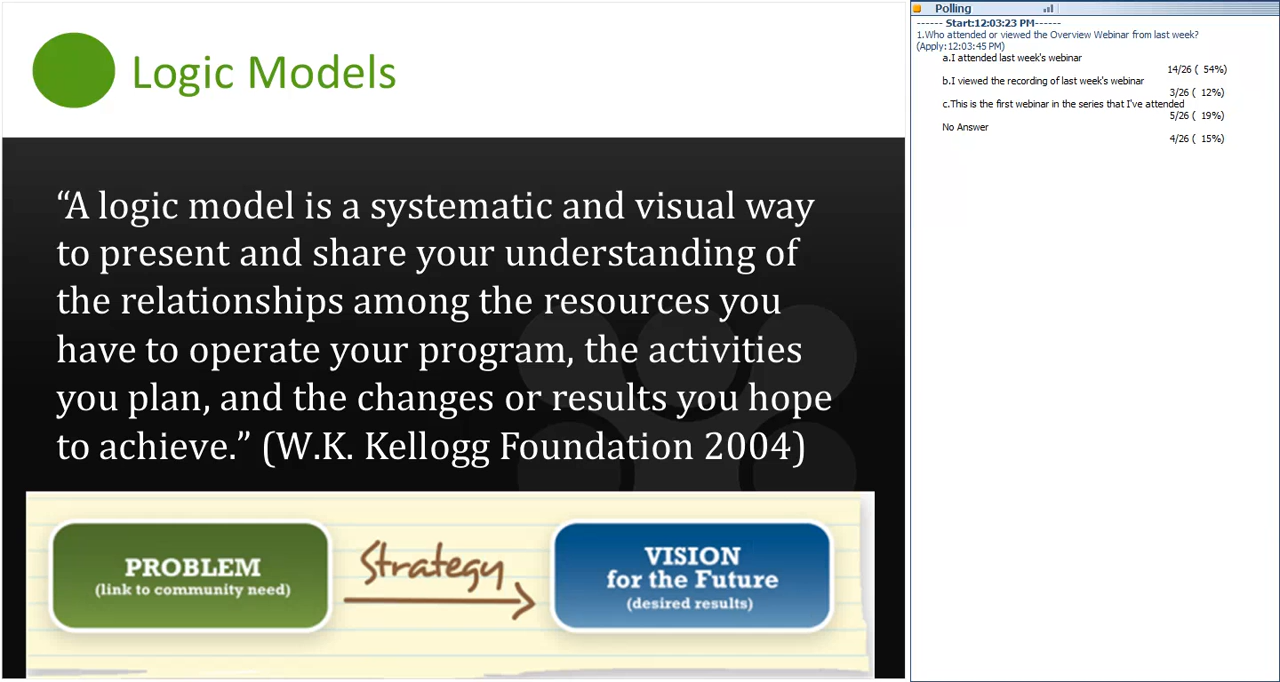 Logic Models
“A logic model is a systematic and visual way
to present and share your understanding of
the relationships among the resources you
have to operate your program, the activities
you plan, and the changes or results you hope
to achieve.” (W.K. Kellogg Foundation 2004)
PROBLEM
(link to community need)
Strategy
VISION
for the Future
(desired results)
Polling
------ Start:12:03:23 PM------
1.Who attended or viewed the Overview Webinar from last week?
(Apply:12:03:45 PM)
a.I attended last week's webinar
14/26 ( 54%)
b.I viewed the recording of last week's webinar
3/26 ( 12%)
c.This is the first webinar in the series that I've attended
5/26 ( 19%)
No Answer
4/26 ( 15%)